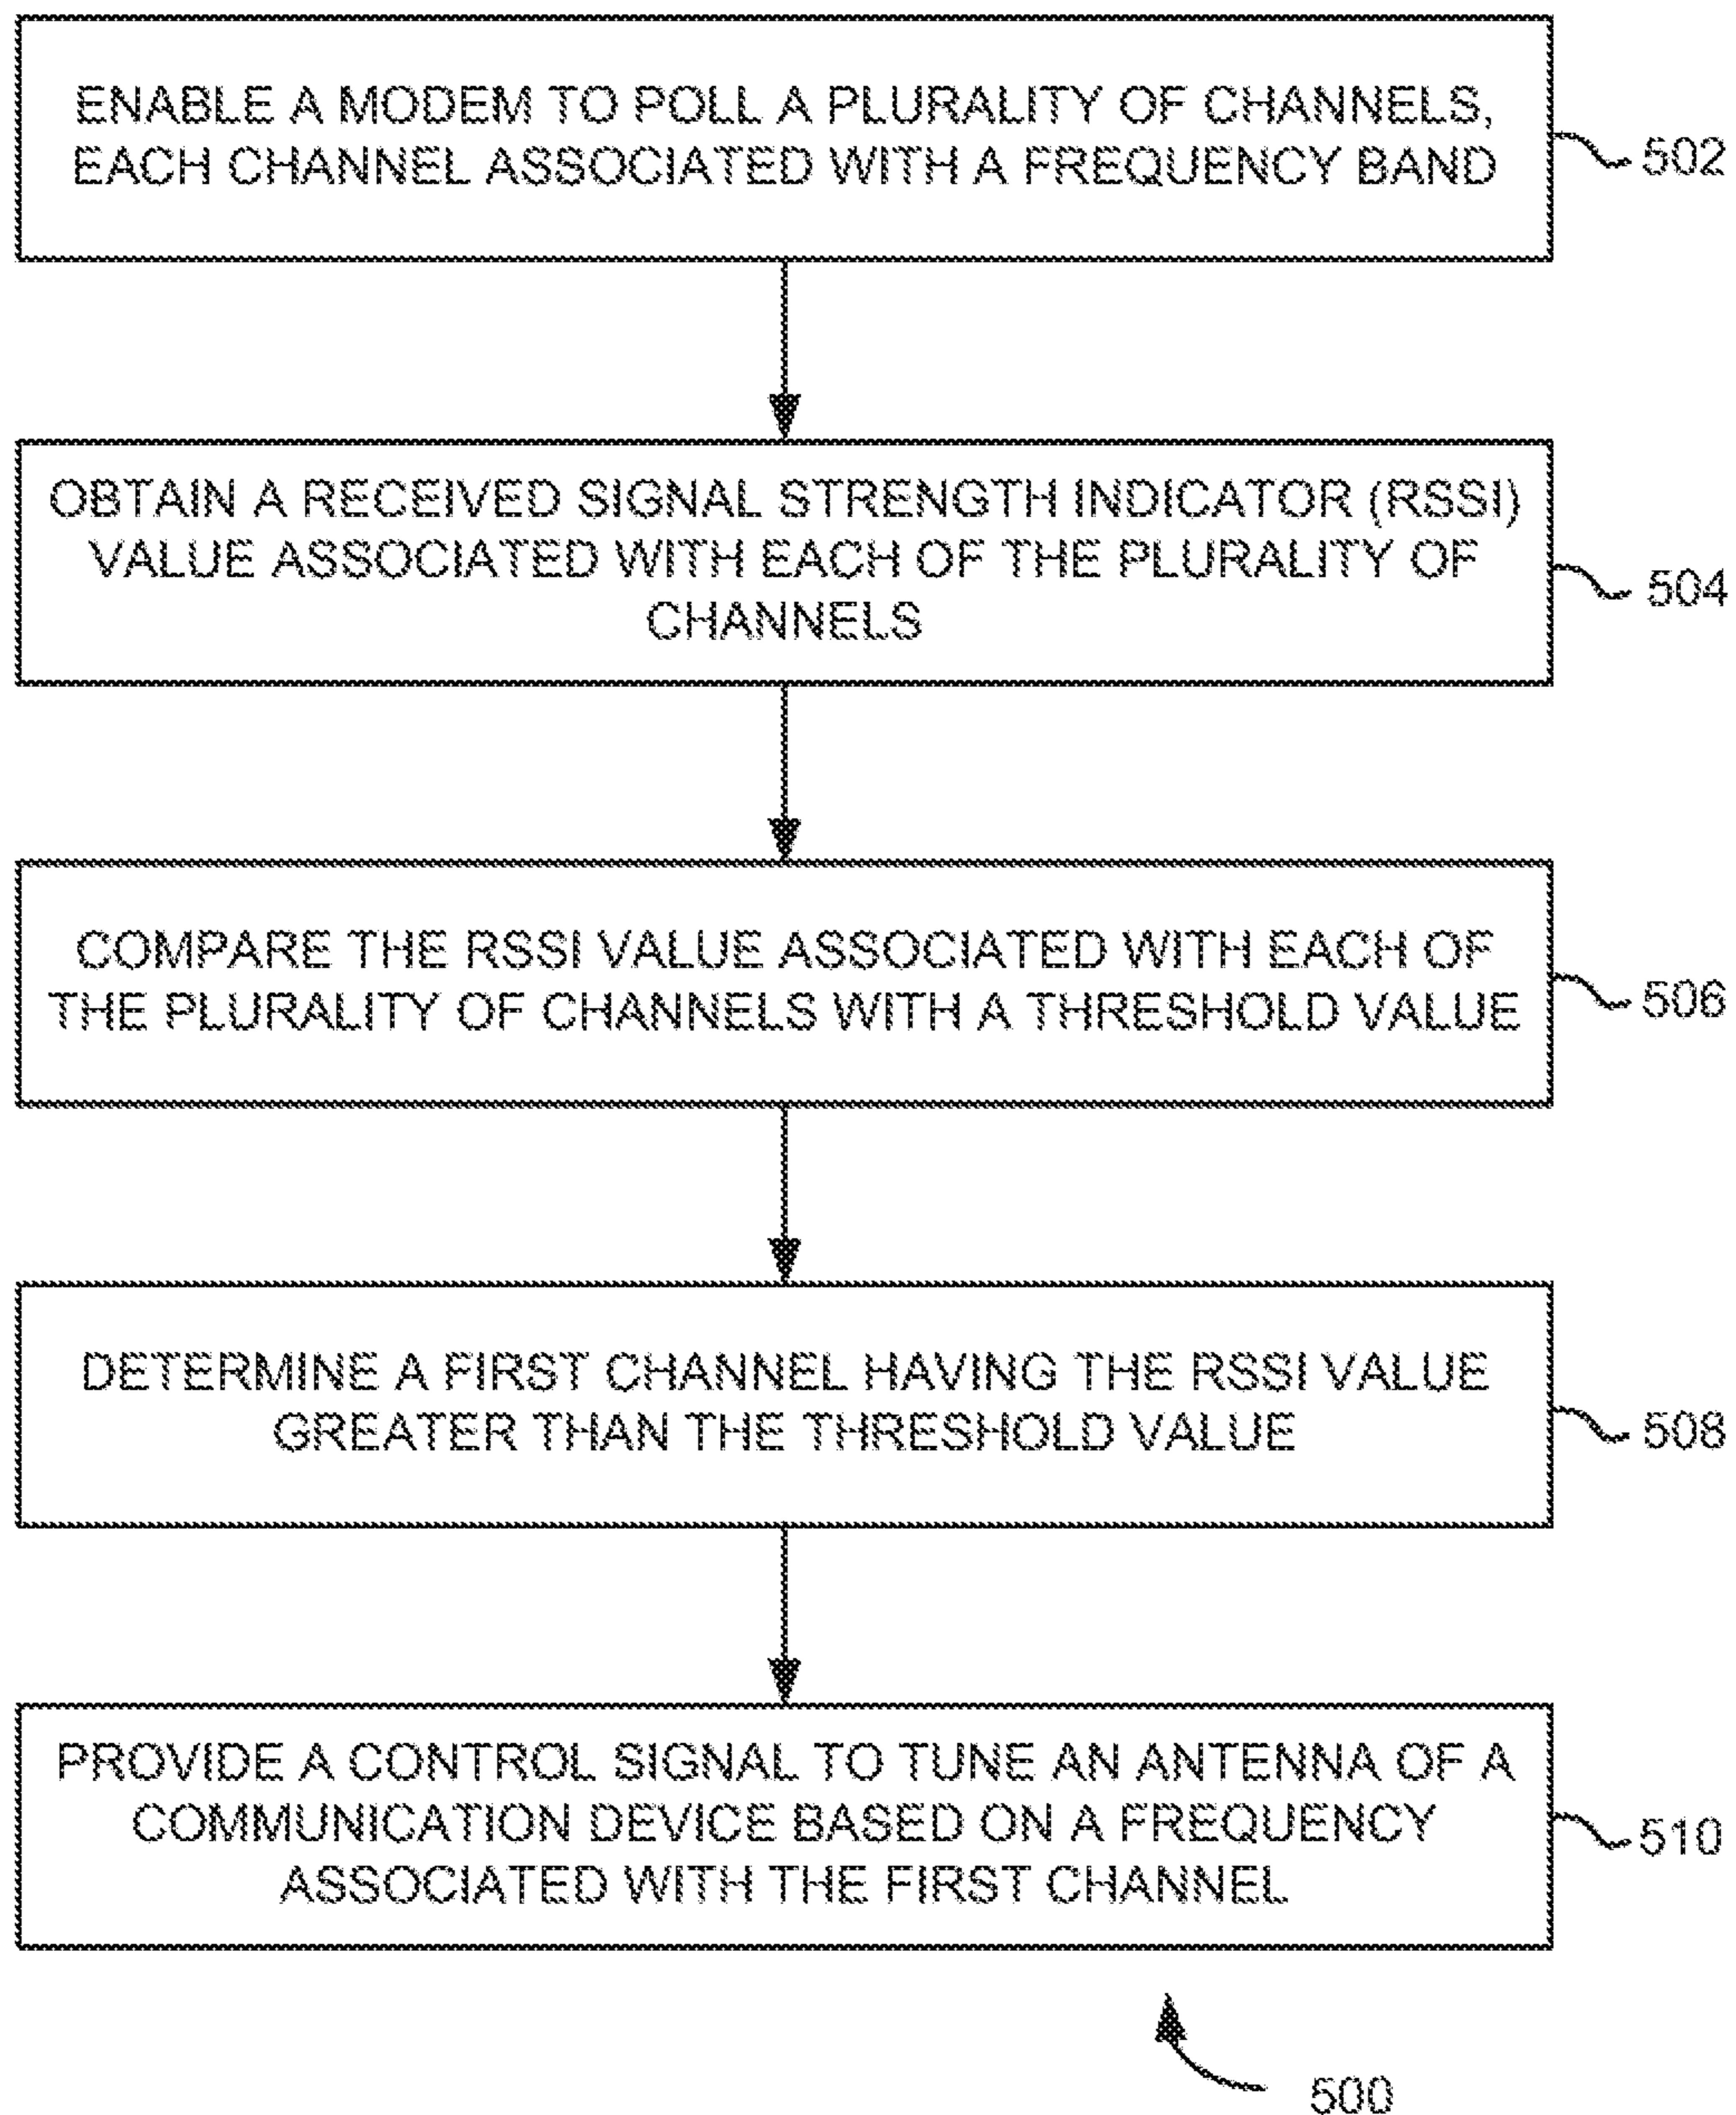 ENABLE A MODEM TO POLL A PLURALITY OF CHANNELS,
EACH CHANNEL ASSOCIATED WITH A FREQUENCY BAND
502
OBTAIN A RECEIVED SIGNAL STRENGTH INDICATOR (RSSI)
VALUE ASSOCIATED WITH EACH OF THE PLURALITY OF
CHANNELS
504
COMPARE THE RSSI VALUE ASSOCIATED WITH EACH OF
THE PLURALITY OF CHANNELS WITH A THRESHOLD VALUE
506
DETERMINE A FIRST CHANNEL HAVING THE RSSI VALUE
GREATER THAN THE THRESHOLD VALUE
508
PROVIDE A CONTROL SIGNAL TO TUNE AN ANTENNA OF A
COMMUNICATION DEVICE BASED ON A FREQUENCY
ASSOCIATED WITH THE FIRST CHANNEL
510
500